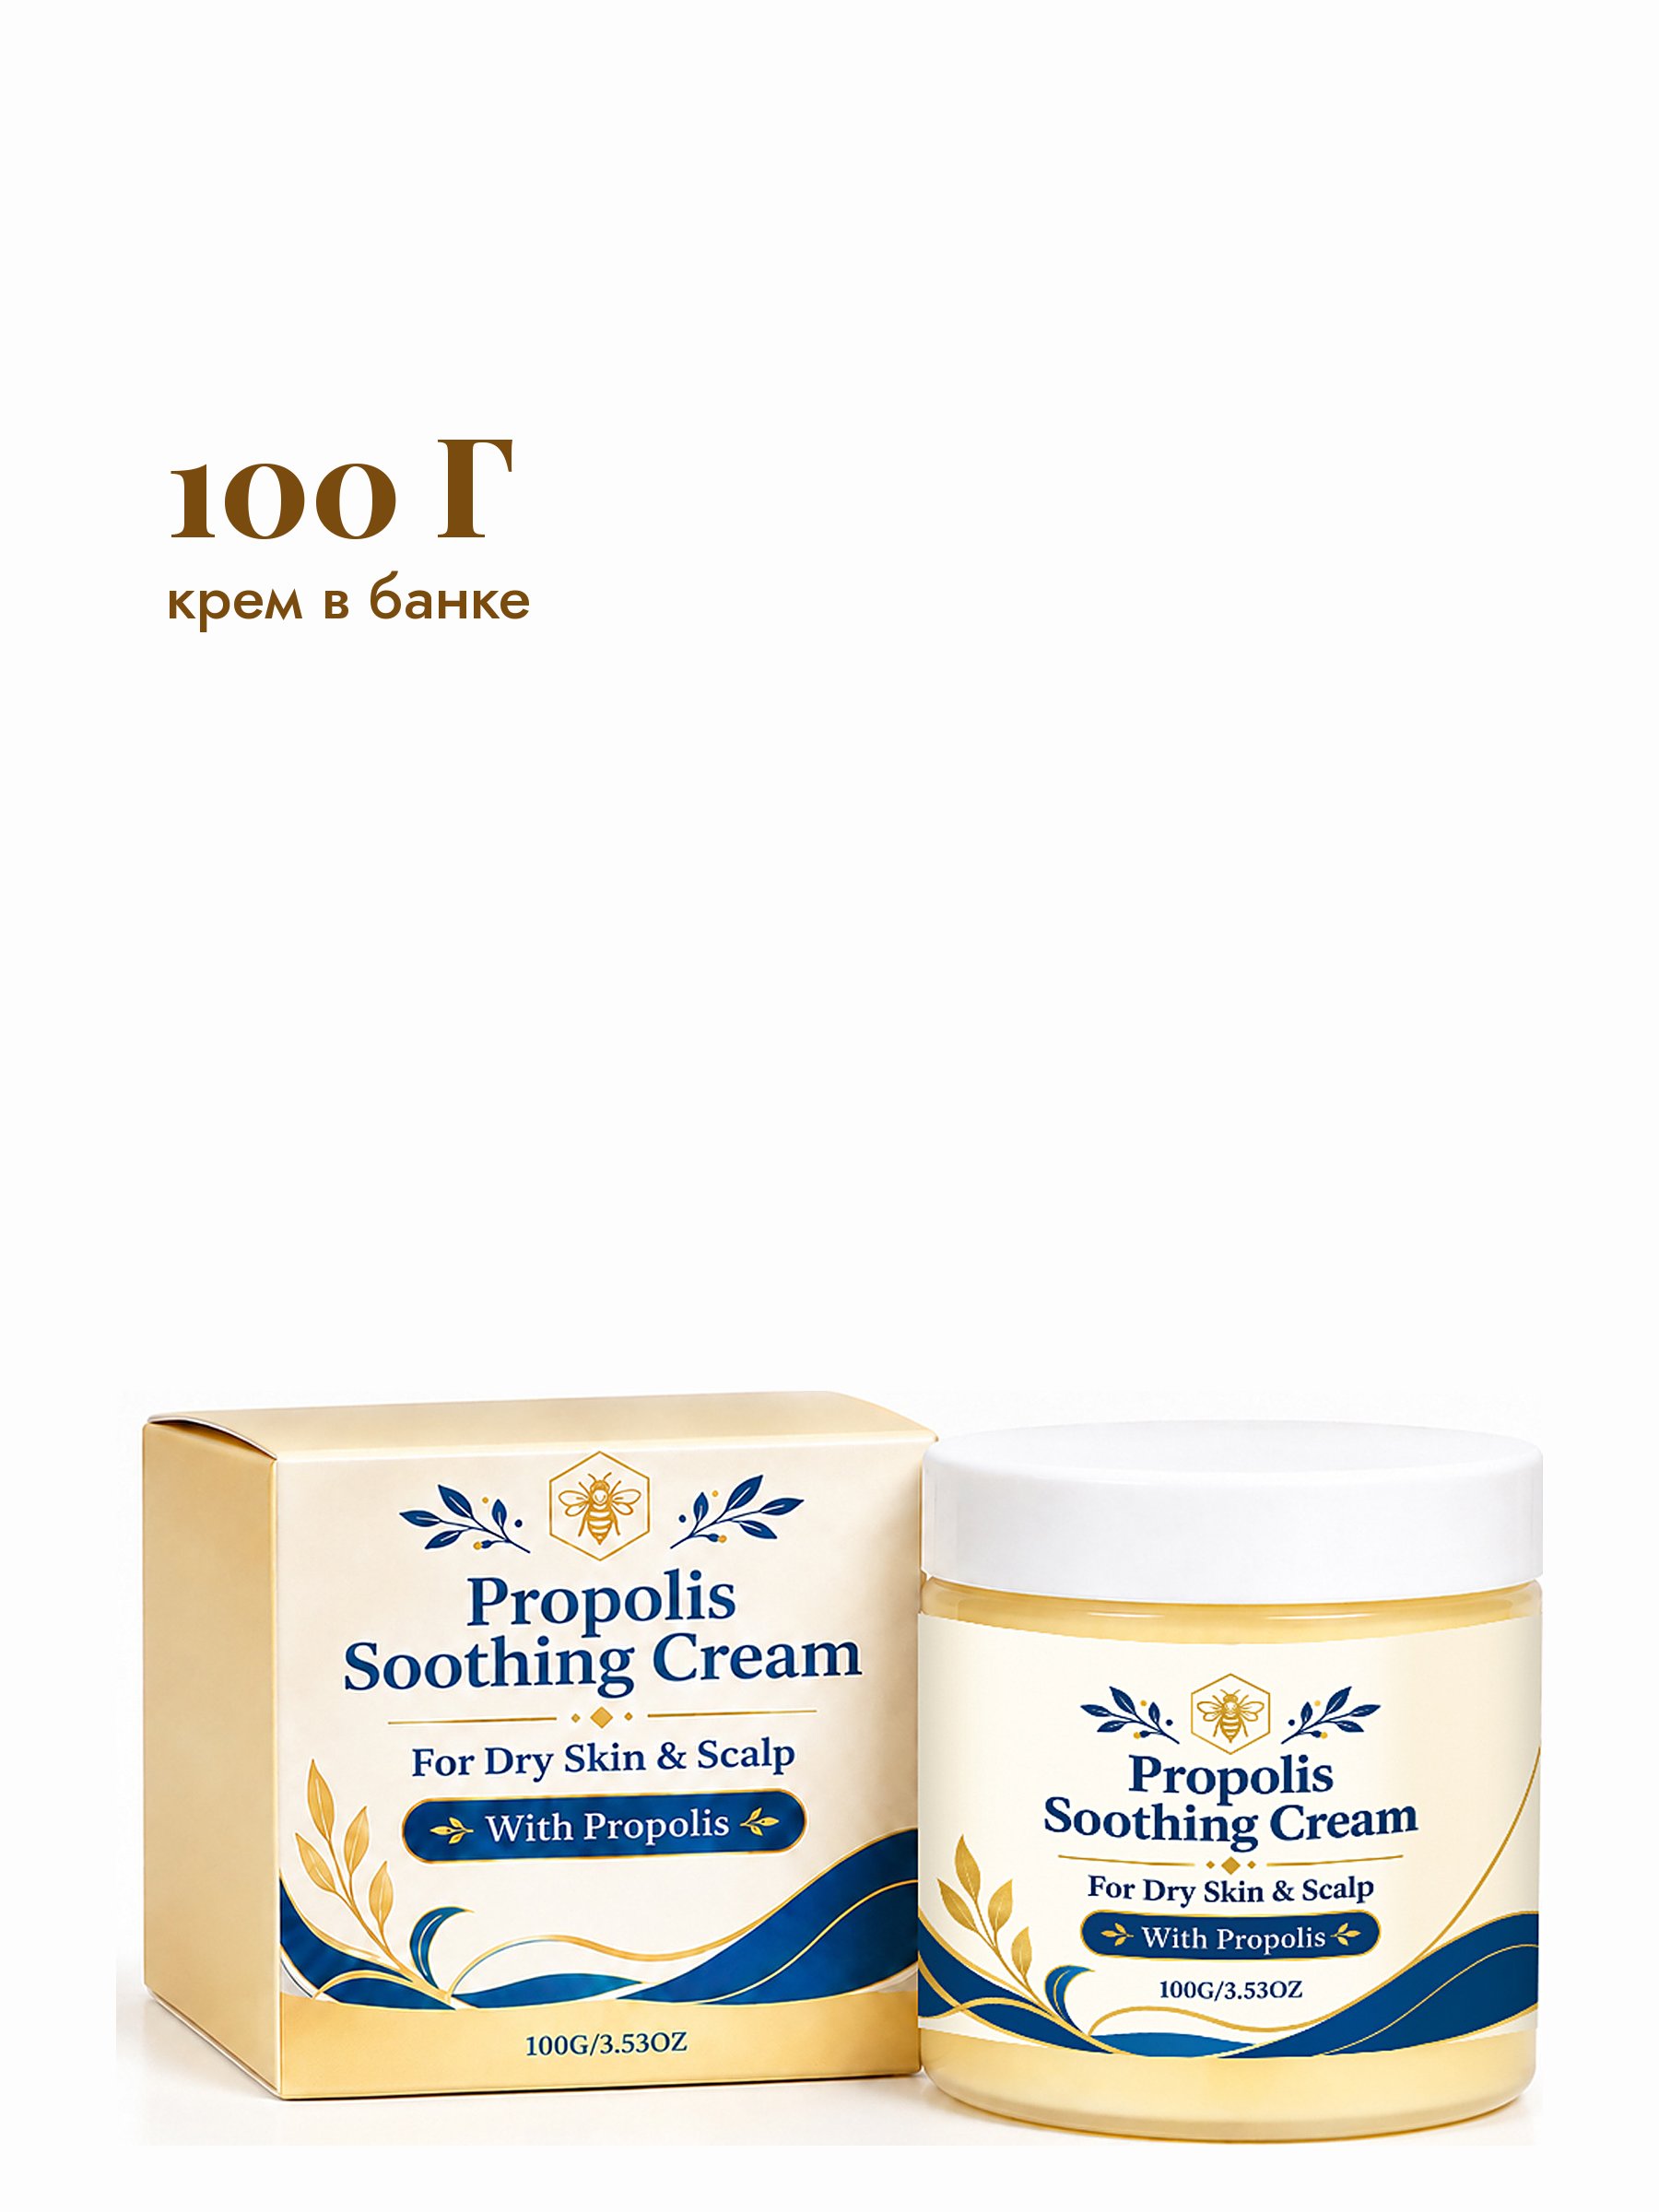 100 Г
крем в банке
Propolis
Soothing Cream
For Dry Skin & Scalp
With Propolis
100G/3.53OZ
Propolis
Soothing Cream
For Dry Skin & Scalp
With Propolis
100G/3.53OZ